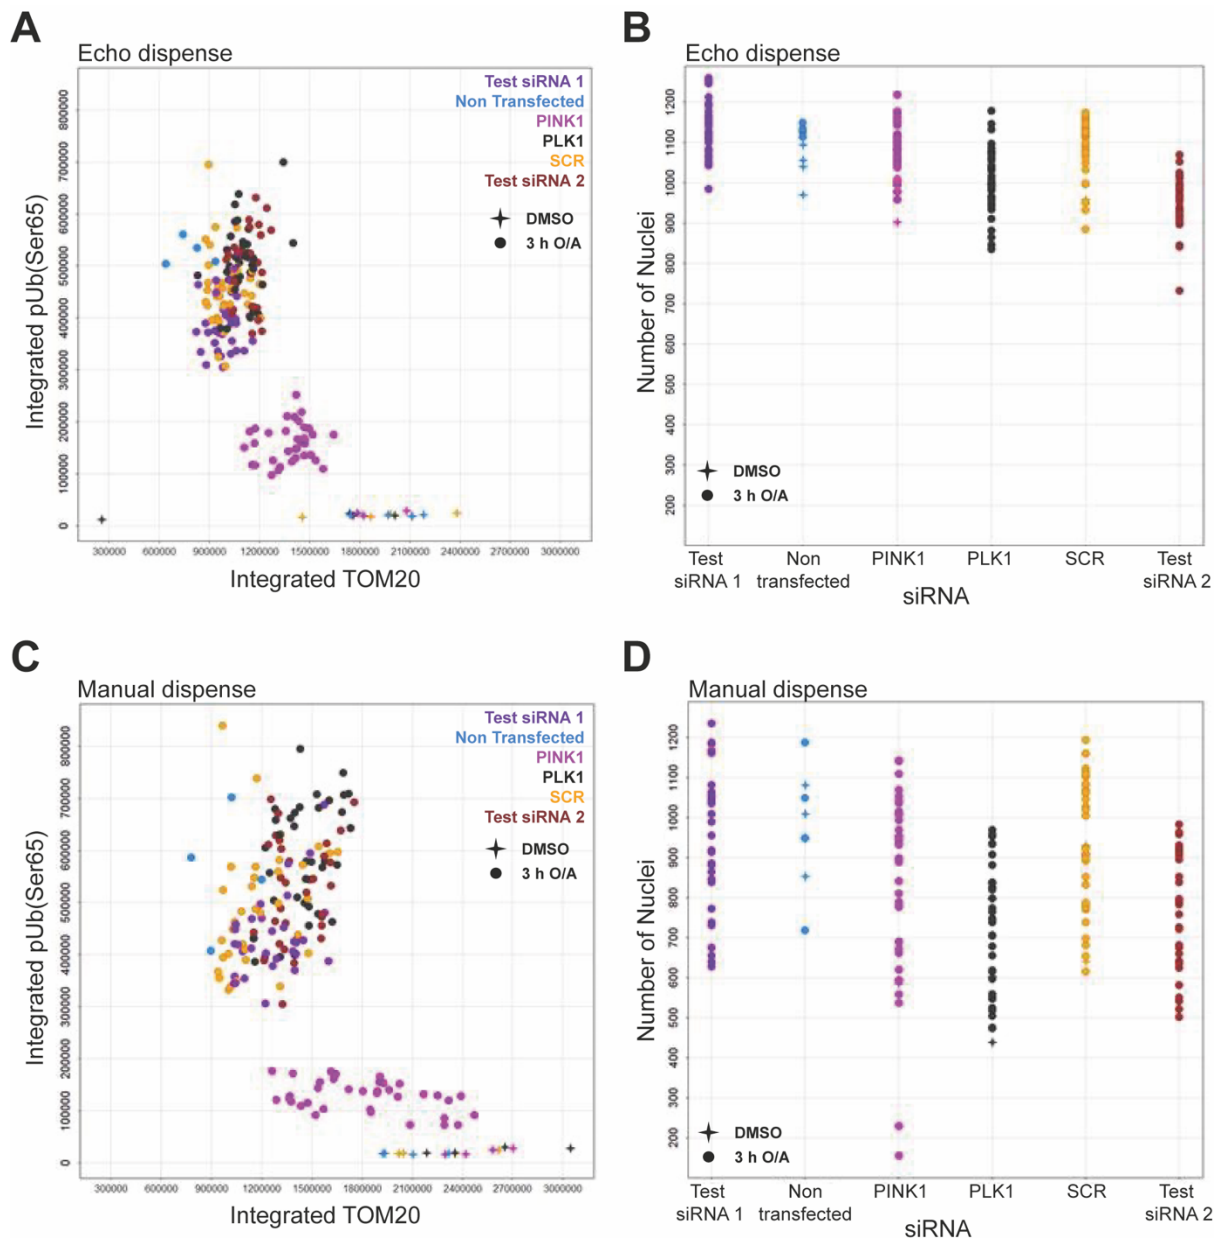 A
Echo dispense
Integrated pUb(Ser65)
800000
700000
600000
500000
400000
300000
200000
100000
0
Test siRNA 1
Non Transfected
PINK1
PLK1
SCR
Test siRNA 2
DMSO
3 h O/A
300000 600000 900000 1200000 1500000 1800000 2100000 2400000 2700000 3000000
Integrated TOM20
B
Echo dispense
Number of Nuclei
1200
1100
1000
900
800
700
600
500
400
300
200
DMSO
3 h O/A
Test Non PINK1 PLK1 SCR Test
siRNA 1 transfected siRNA 2
siRNA
C
Manual dispense
Integrated pUb(Ser65)
800000
700000
600000
500000
400000
300000
200000
100000
0
Test siRNA 1
Non Transfected
PINK1
PLK1
SCR
Test siRNA 2
DMSO
3 h O/A
300000 600000 900000 1200000 1500000 1800000 2100000 2400000 2700000 3000000
Integrated TOM20
D
Manual dispense
Number of Nuclei
1200
1100
1000
900
800
700
600
500
400
300
200
DMSO
3 h O/A
Test Non PINK1 PLK1 SCR Test
siRNA 1 transfected siRNA 2
siRNA